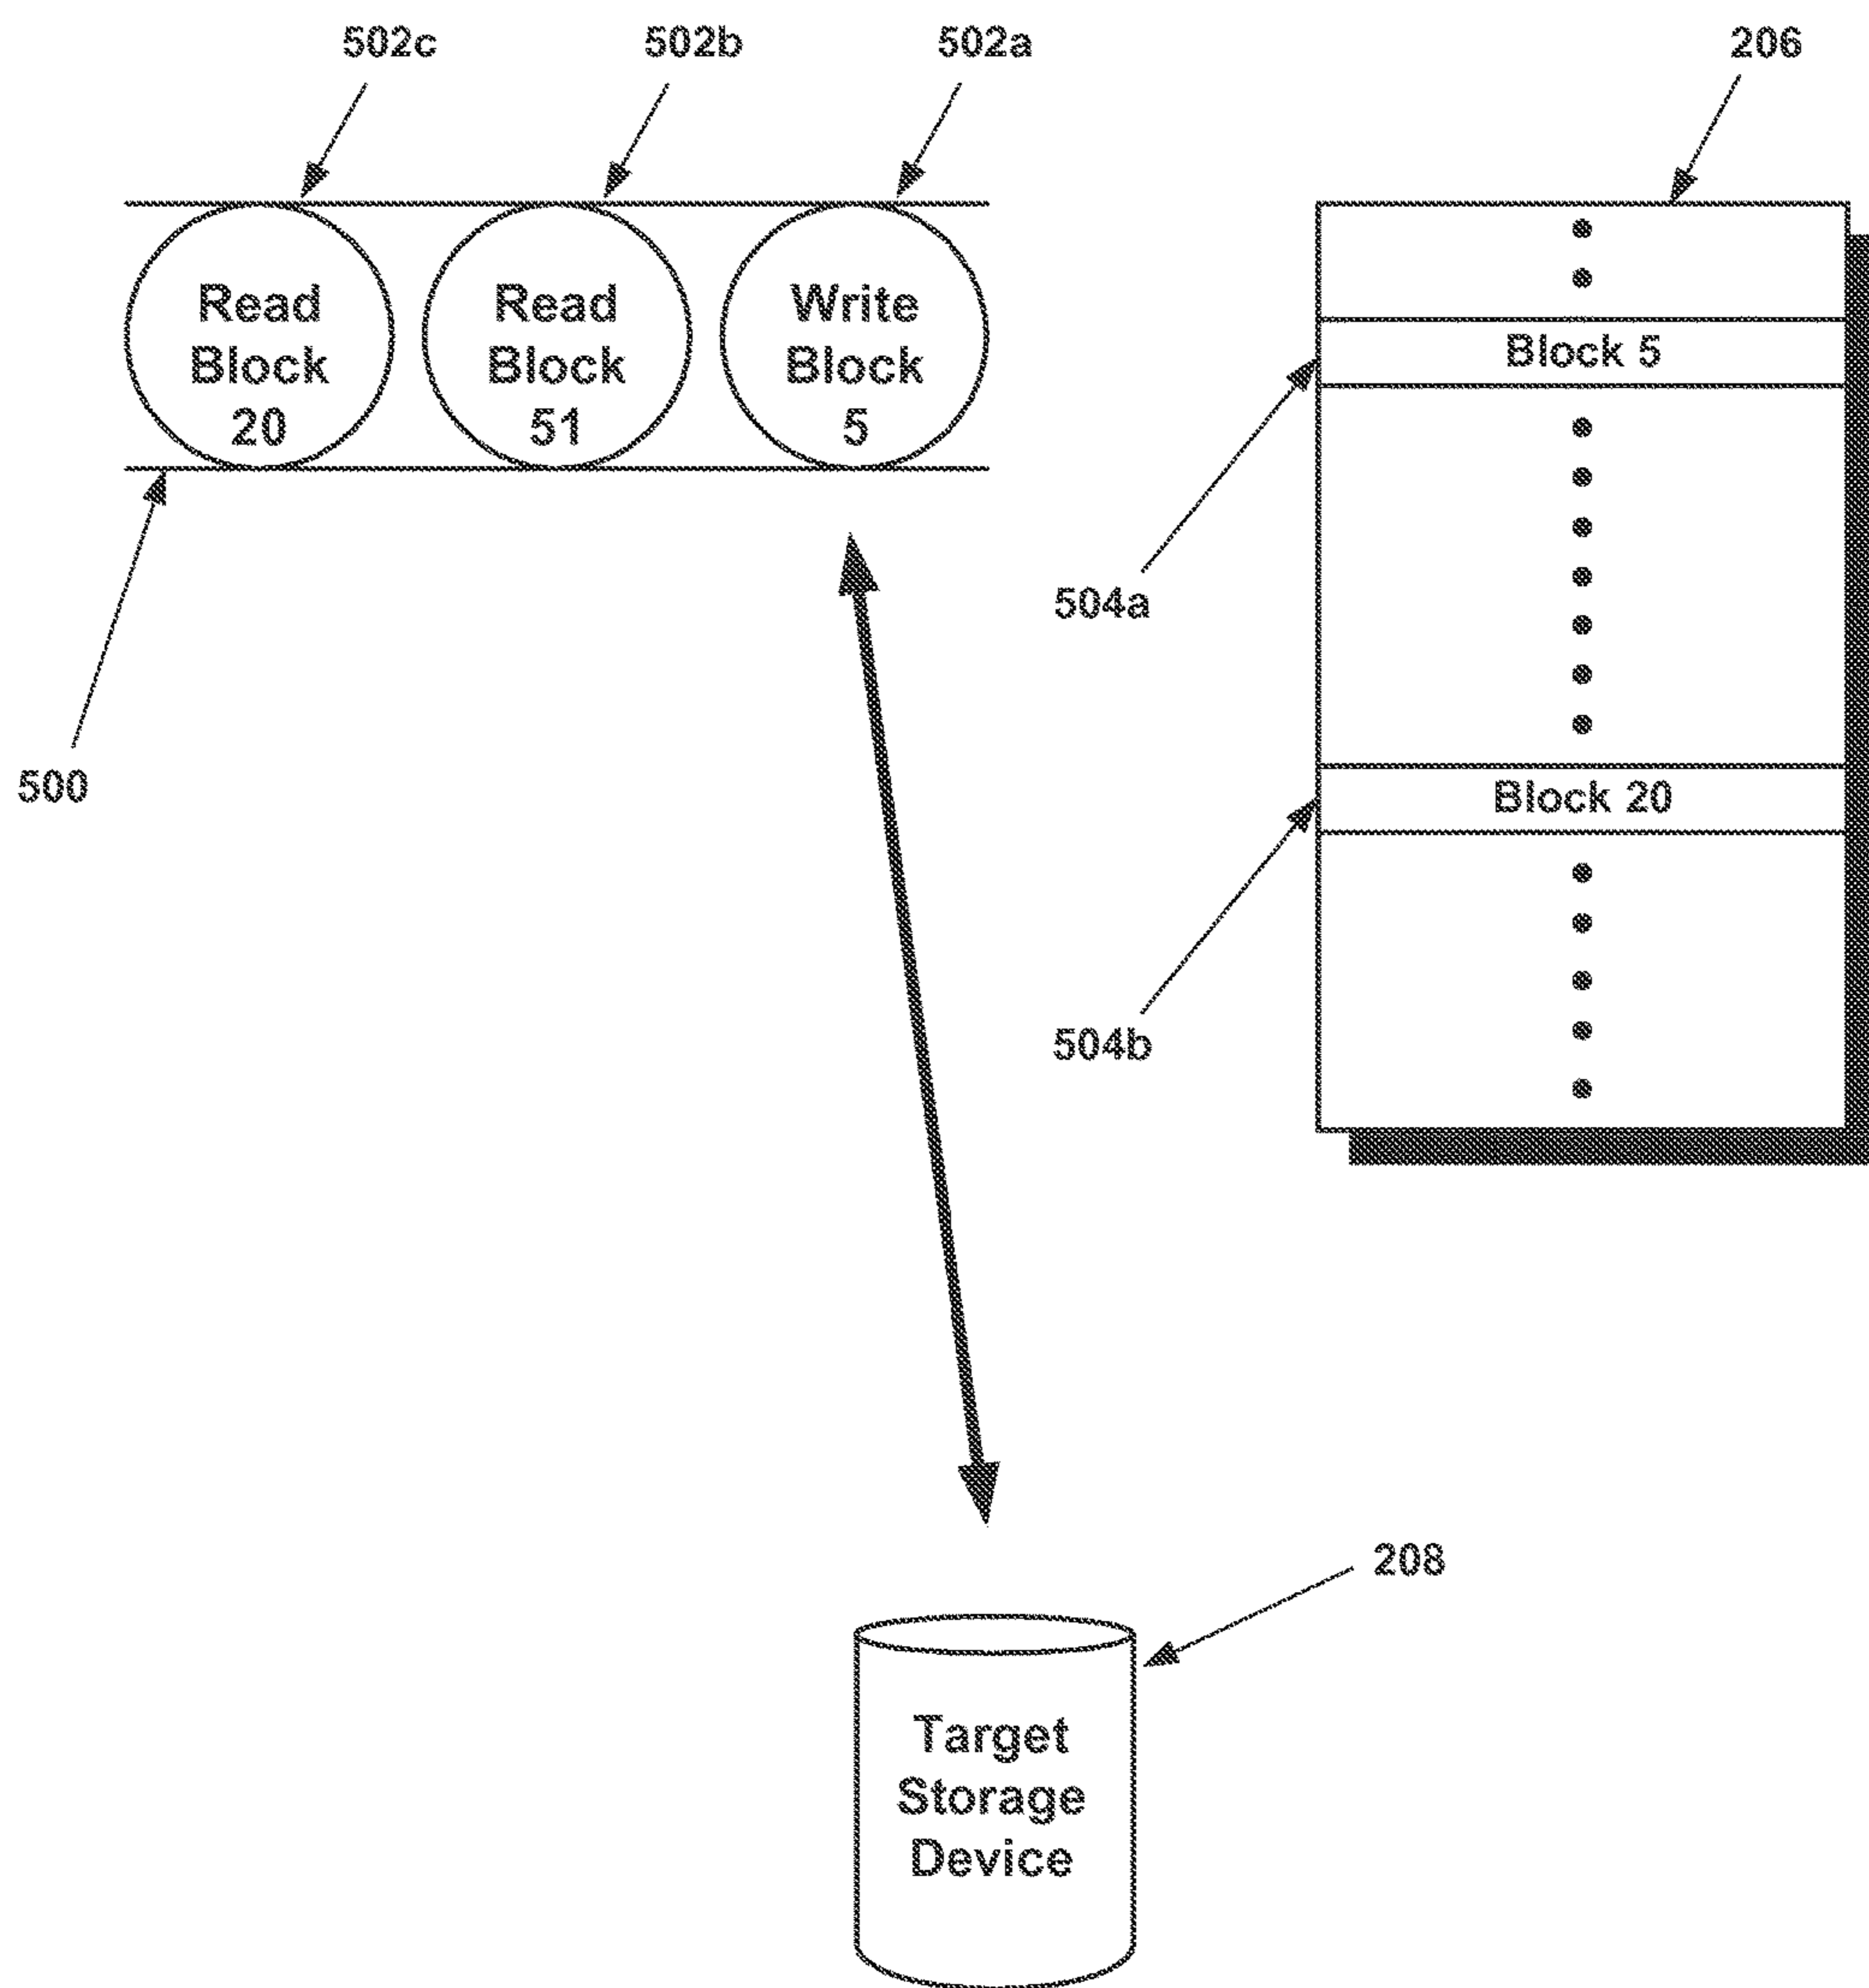 502c
502b
502a
206
Read
Block
20
Read
Block
51
Write
Block
5
500
Block 5
504a
Block 20
504b
208
Target
Storage
Device